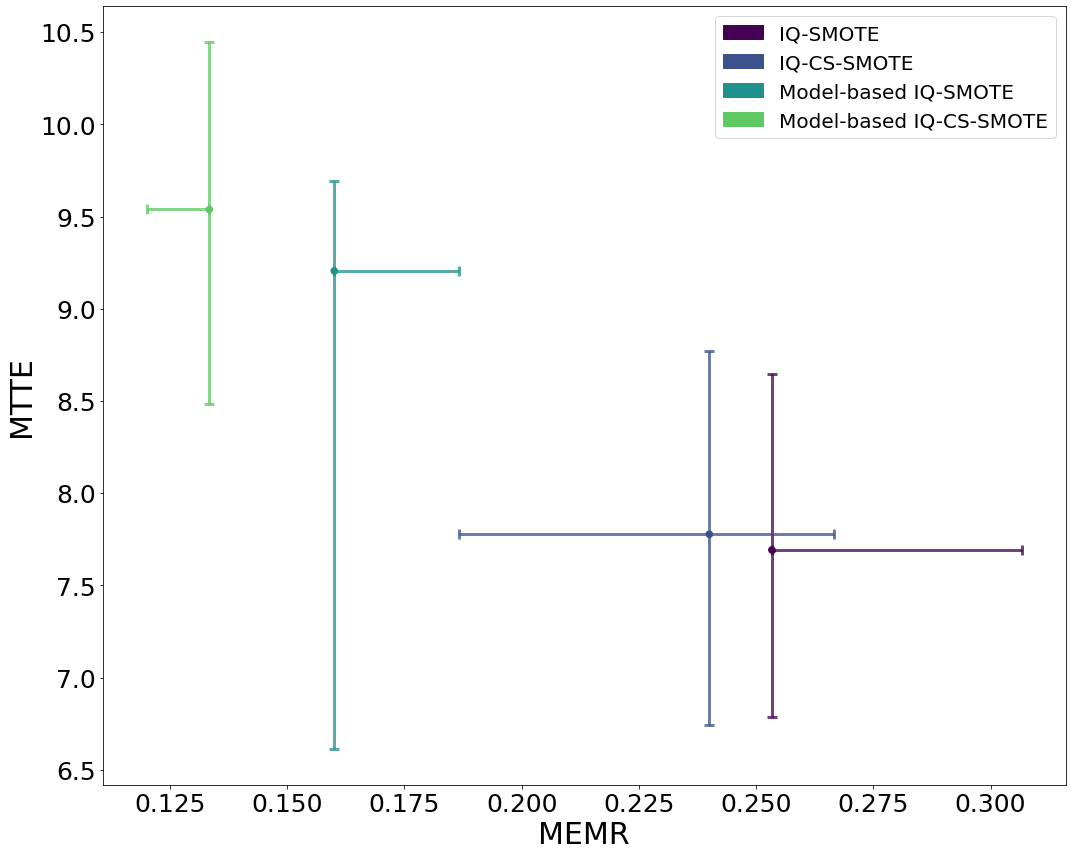 10.5
10.0
9.5
9.0
8.5
8.0
7.5
7.0
6.5
MTTE
IQ-SMOTE
IQ-CS-SMOTE
Model-based IQ-SMOTE
Model-based IQ-CS-SMOTE
0.125 0.150 0.175 0.200 0.225 0.250 0.275 0.300
MEMR